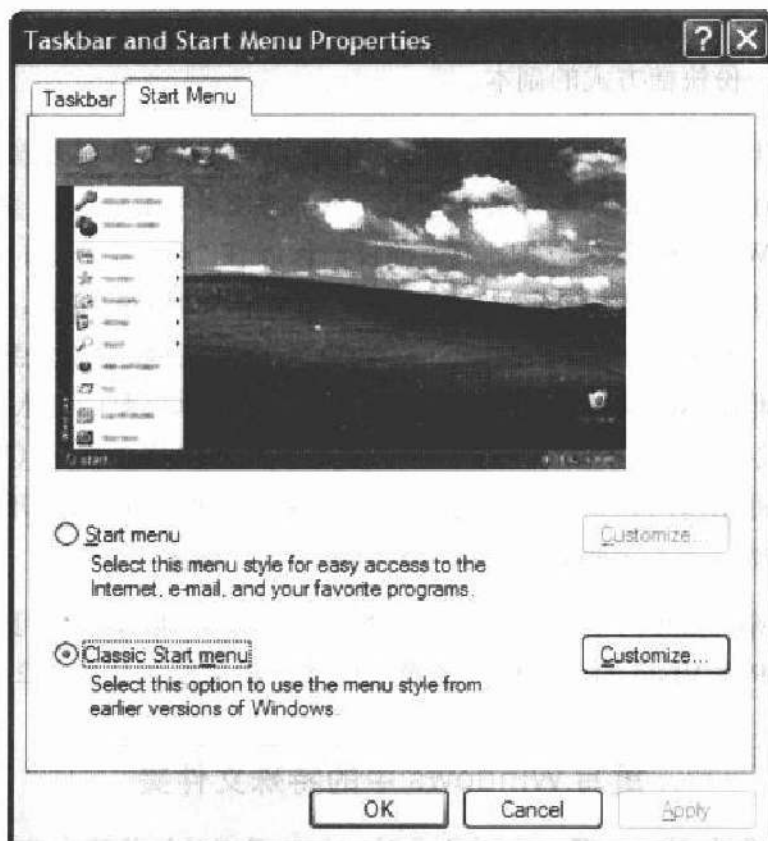 Taskbar and Start Menu Properties
Taskbar
Start Menu
start
Start menu
Customize...
Select this menu style for easy access to the
Internet, e-mail, and your favorite programs.
Classic Start menu
Customize...
Select this option to use the menu style from
earlier versions of Windows.
OK
Cancel
Apply